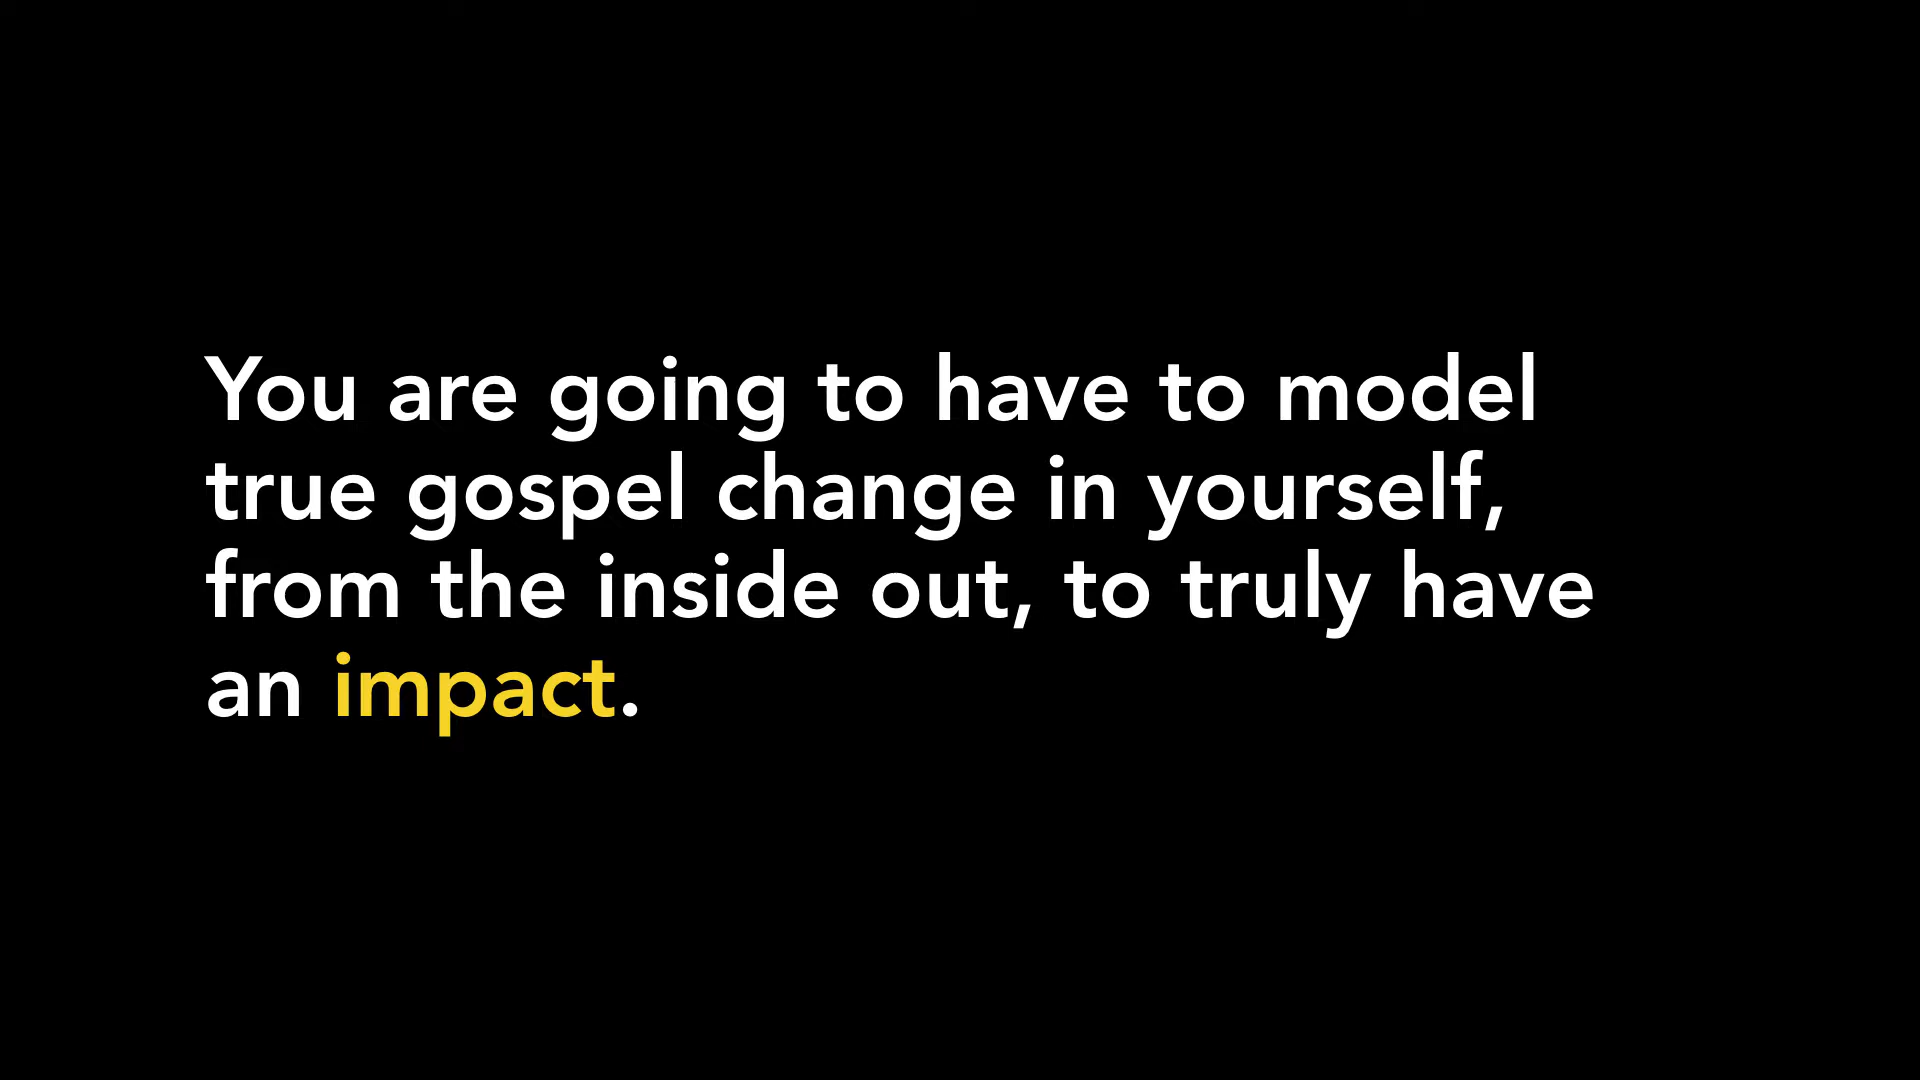 You are going to have to model
true gospel change in yourself,
from the inside out, to truly have
an impact.